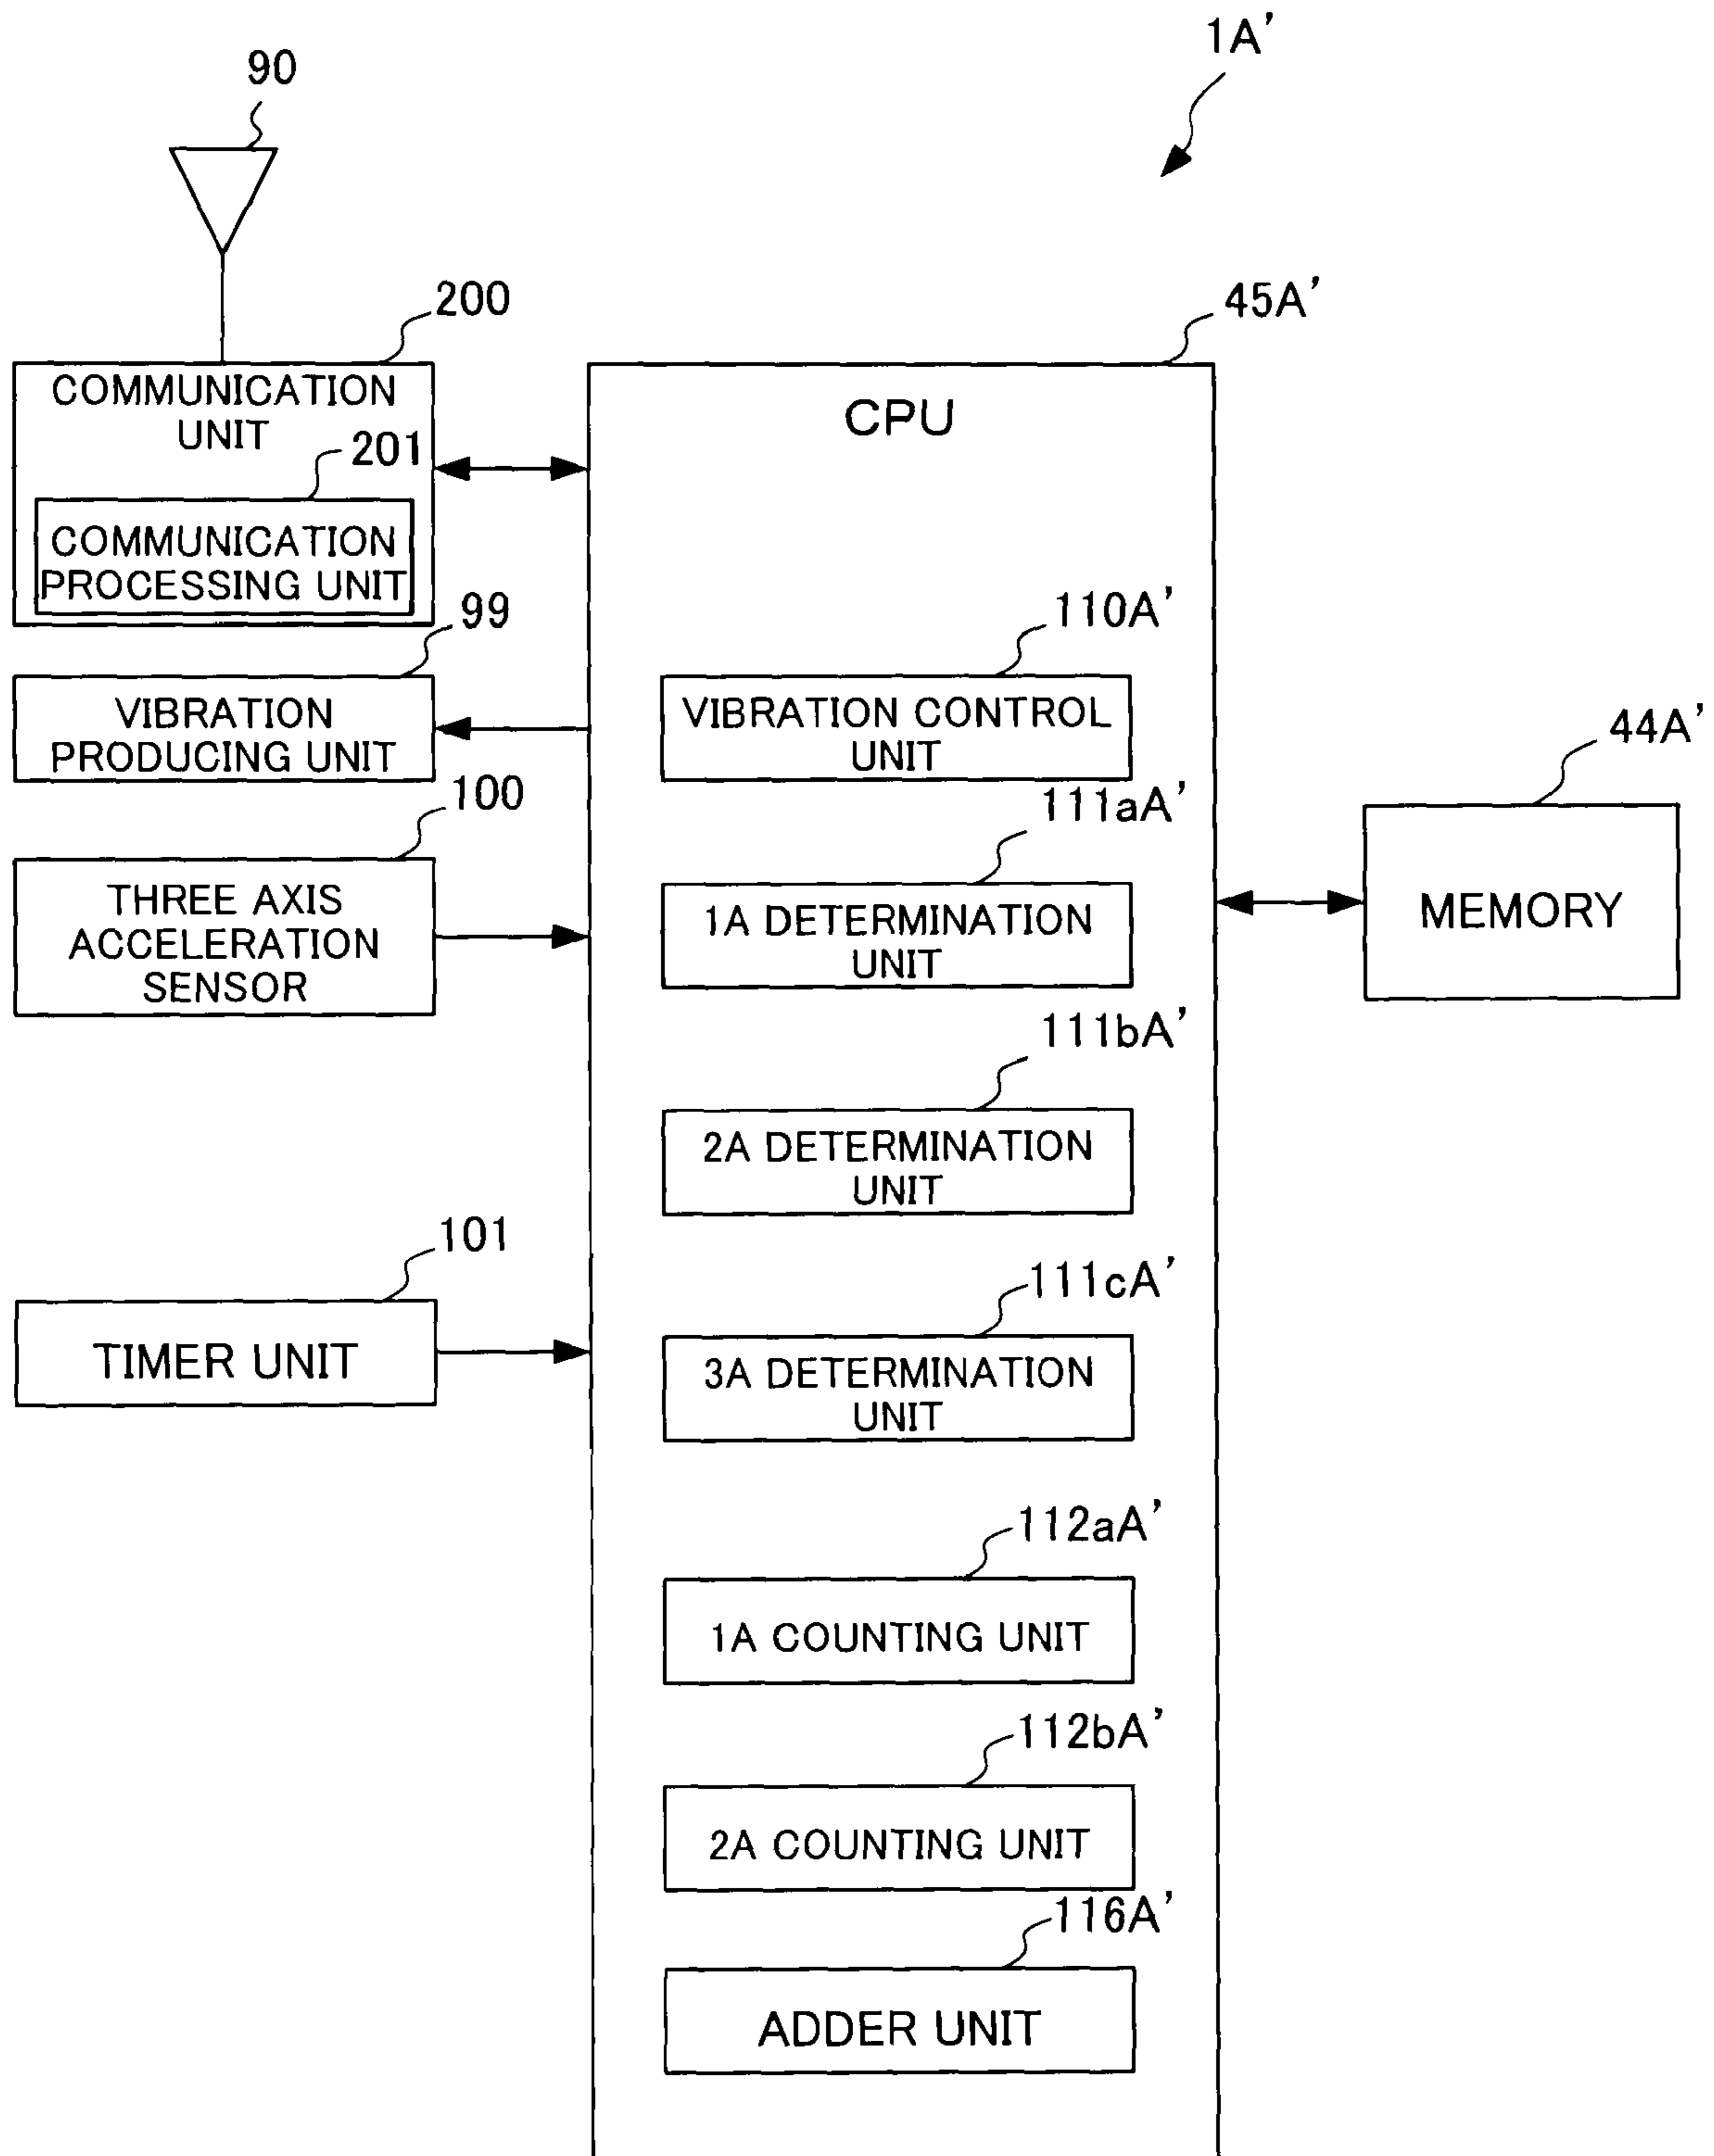 1A'
90
200
45A'
COMMUNICATION
UNIT
CPU
201
COMMUNICATION
PROCESSING UNIT
99
110A'
VIBRATION
PRODUCING UNIT
VIBRATION CONTROL
UNIT
44A'
100
111aA'
THREE AXIS
ACCELERATION
SENSOR
1A DETERMINATION
UNIT
MEMORY
111bA'
2A DETERMINATION
UNIT
101
111cA'
TIMER UNIT
3A DETERMINATION
UNIT
112aA'
1A COUNTING UNIT
112bA'
2A COUNTING UNIT
116A'
ADDER UNIT